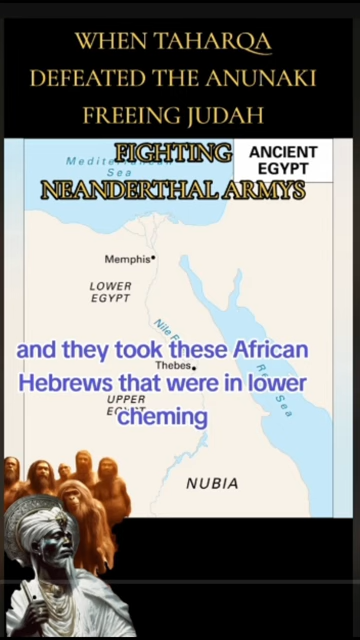 WHEN TAHARQA
DEFEATED THE ANUNAKI
FREEING JUDAH
FIGHTING
NEANDERTHAL ARMYS
ANCIENT
EGYPT
Mediterranean
Sea
Memphis
LOWER
EGYPT
and they took these African
Hebrews that were in lower
cheming
Nile
Thebes
Red Sea
UPPER
EGYPT
NUBIA